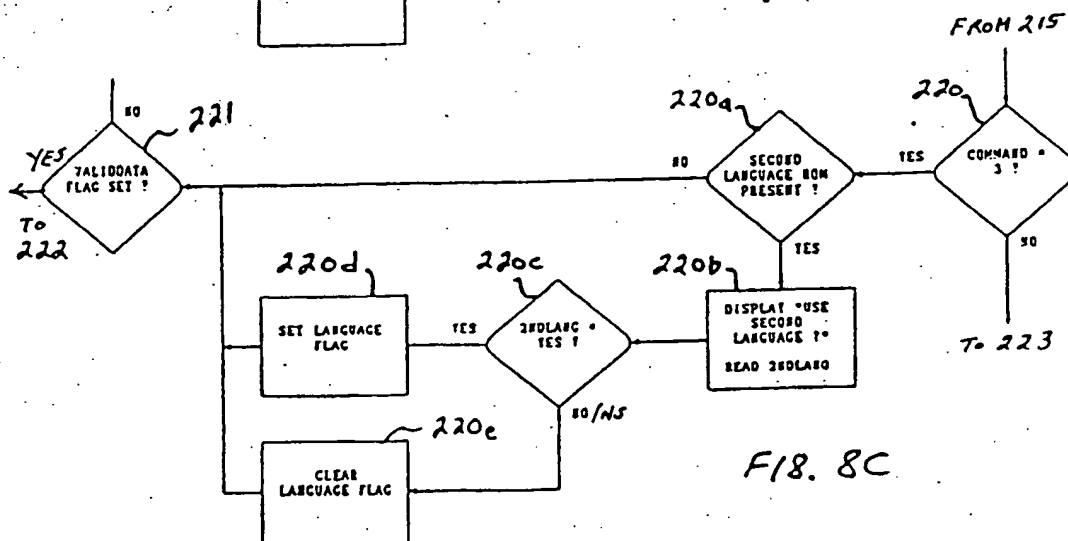 FROM 215
220
COMMAND =
3 ?
YES
NO
TO 223
220a
SECOND
LANGUAGE ROM
PRESENT ?
NO
YES
220b
DISPLAY "USE
SECOND
LANGUAGE ?"
READ 2NDLANG
220c
2NDLANG =
YES ?
YES
NO/NS
220d
SET LANGUAGE
FLAG
220e
CLEAR
LANGUAGE FLAG
221
NO
VALIDDATA
FLAG SET ?
YES
TO
222
FIG. 8C